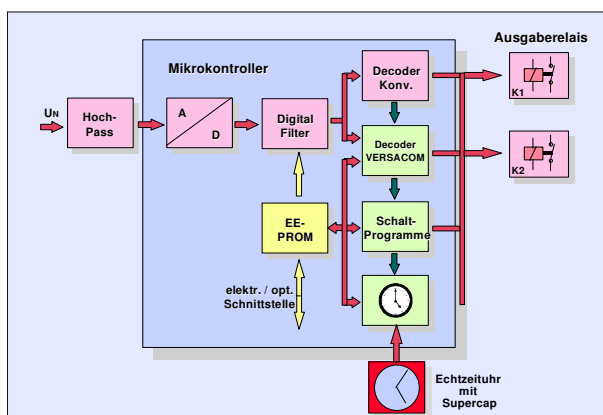 Ausgaberelais
Mikrokontroller
Decoder
Konv.
K1
UN
Hoch-
Pass
A
D
Digital
Filter
Decoder
VERSACOM
K2
EE-
PROM
Schalt-
Programme
elektr. / opt.
Schnittstelle
Echtzeituhr
mit
Supercap